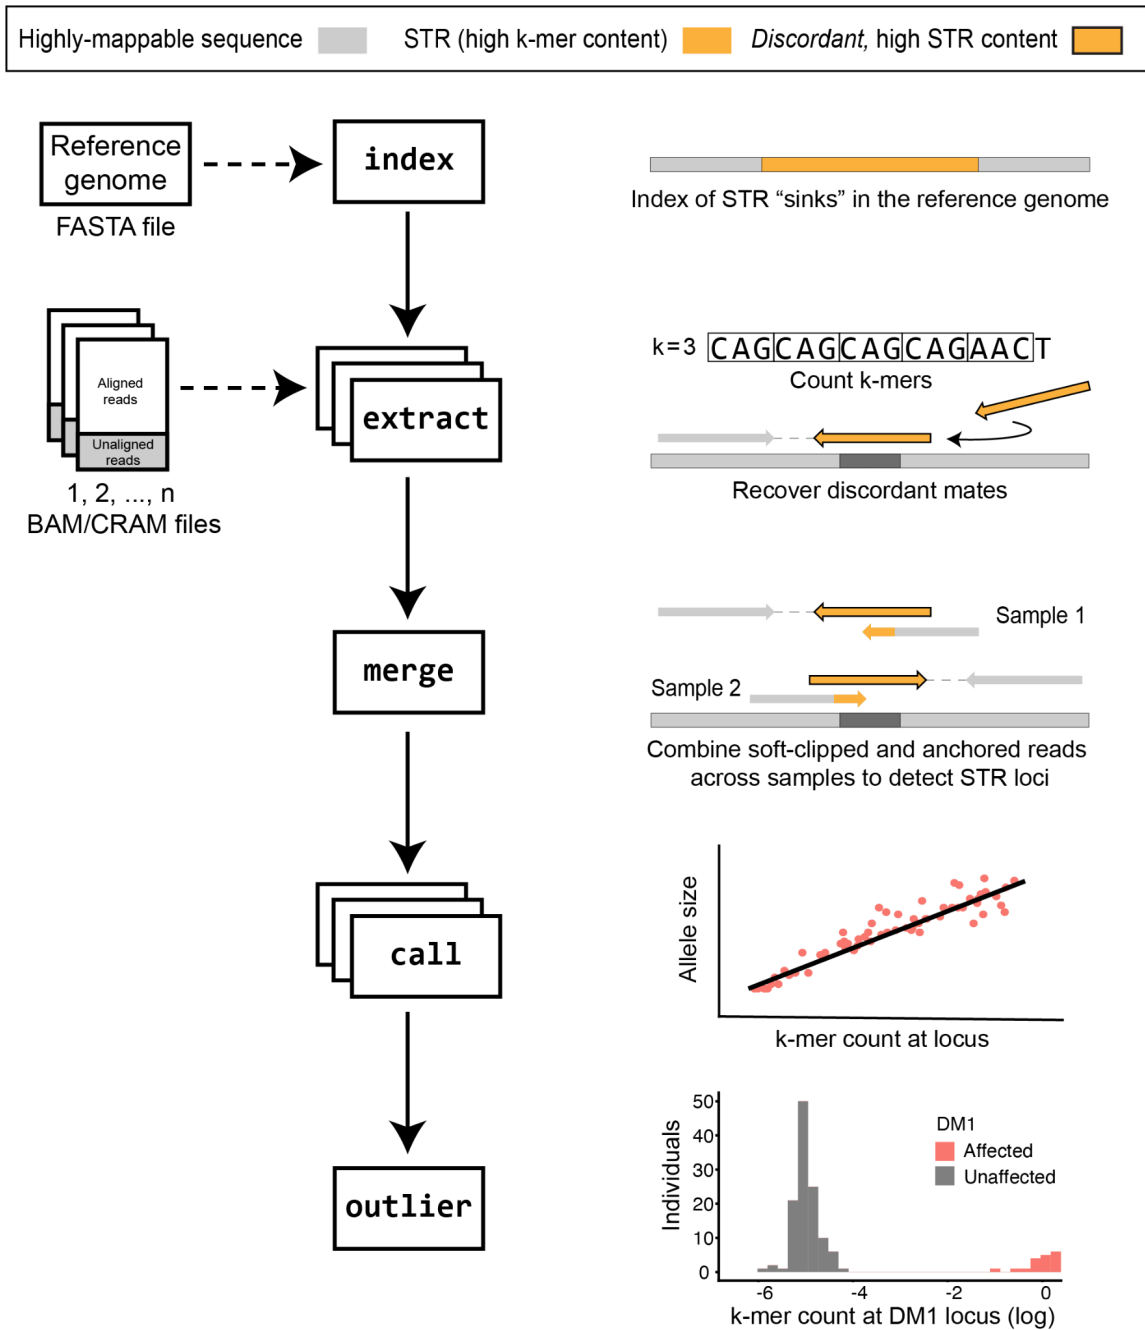 Highly-mappable sequence
STR (high k-mer content)
Discordant, high STR content
Reference
genome
FASTA file
index
Index of STR “sinks” in the reference genome
Aligned
reads
Unaligned
reads
1, 2, ..., n
BAM/CRAM files
extract
k=3 CAGCAGCAGCAGAACT
Count k-mers
Recover discordant mates
merge
Sample 1
Sample 2
Combine soft-clipped and anchored reads
across samples to detect STR loci
call
Allele size
k-mer count at locus
outlier
Individuals
50
40
30
20
10
0
DM1
Affected
Unaffected
-6 -4 -2 0
k-mer count at DM1 locus (log)